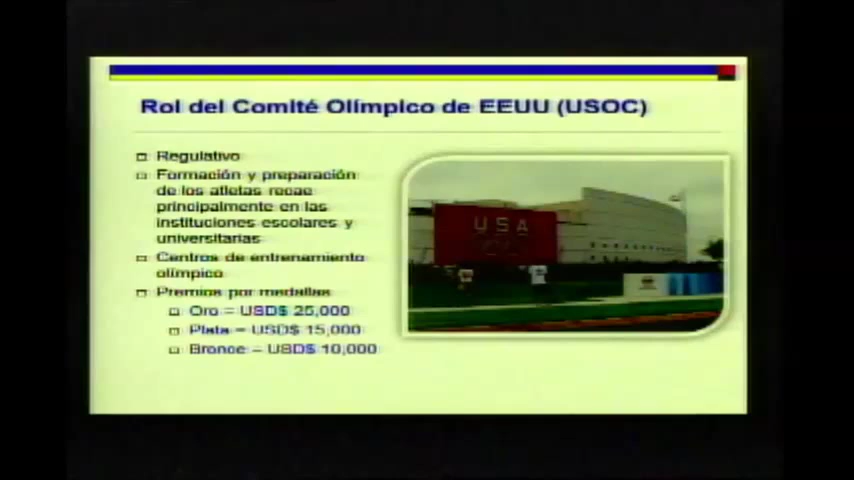 Rol del Comité Olímpico de EEUU (USOC)
Regulativo
Formación y preparación
de los atletas recae
principalmente en las
instituciones escolares y
universitarias
Centros de entrenamiento
olímpico
Premios por medallas
Oro = USD$ 25,000
Plata = USD$ 15,000
Bronce = USD$ 10,000
USA